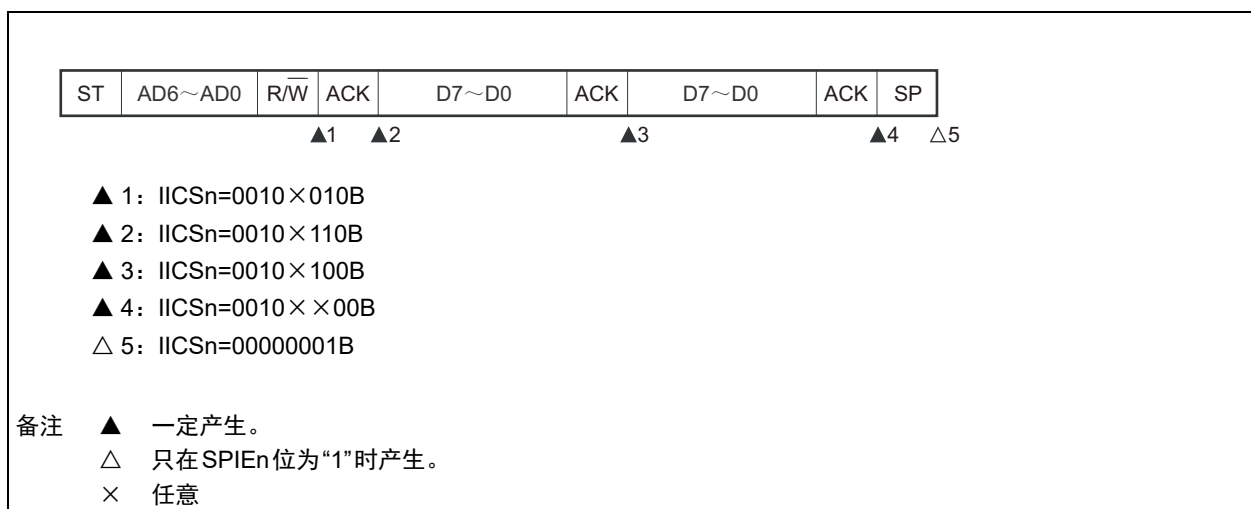 ST AD6～AD0 R/W̅ ACK D7～D0 ACK D7～D0 ACK SP
▲1 ▲2 ▲3 ▲4 △5
▲ 1：IICSn=0010×010B
▲ 2：IICSn=0010×110B
▲ 3：IICSn=0010×100B
▲ 4：IICSn=0010××00B
△ 5：IICSn=00000001B
备注 ▲ 一定产生。
△ 只在SPIEn位为“1”时产生。
× 任意